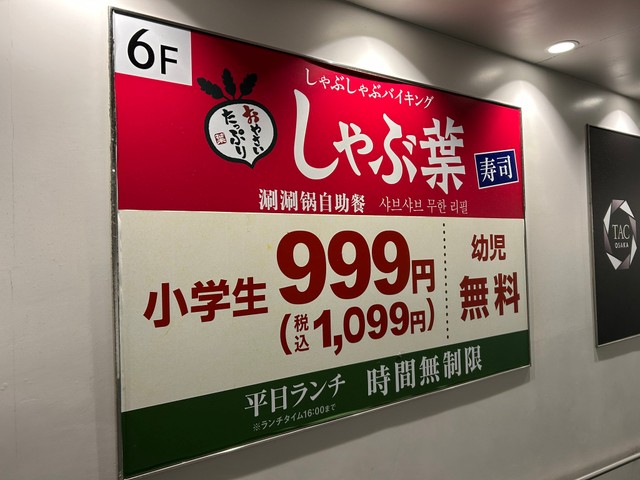 6F
しゃぶしゃぶバイキング
おやさい
たっぷり
しゃぶ葉
寿司
涮涮锅自助餐 샤브샤브 무한 리필
小学生 999円
(税込 1,099円)
幼児
無料
平日ランチ 時間無制限
※ランチタイム16:00まで
TAC
OSAKA